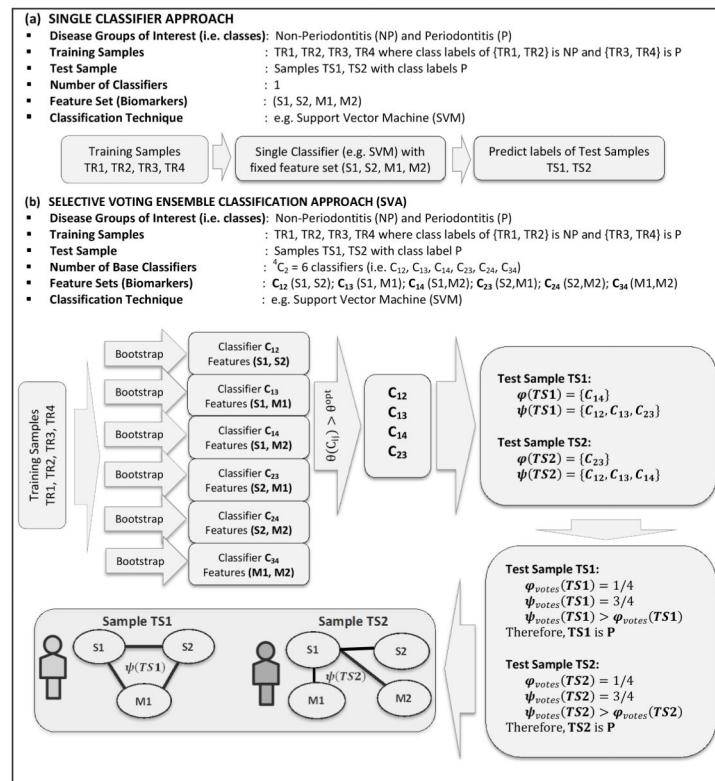 (a) SINGLE CLASSIFIER APPROACH
▪ Disease Groups of Interest (i.e. classes): Non-Periodontitis (NP) and Periodontitis (P)
▪ Training Samples : TR1, TR2, TR3, TR4 where class labels of {TR1, TR2} is NP and {TR3, TR4} is P
▪ Test Sample : Samples TS1, TS2 with class labels P
▪ Number of Classifiers : 1
▪ Feature Set (Biomarkers) : (S1, S2, M1, M2)
▪ Classification Technique : e.g. Support Vector Machine (SVM)
Training Samples
TR1, TR2, TR3, TR4
Single Classifier (e.g. SVM) with
fixed feature set (S1, S2, M1, M2)
Predict labels of Test Samples
TS1. TS2
(b) SELECTIVE VOTING ENSEMBLE CLASSIFICATION APPROACH (SVA)
▪ Disease Groups of Interest (i.e. classes): Non-Periodontitis (NP) and Periodontitis (P)
▪ Training Samples : TR1, TR2, TR3, TR4 where class labels of {TR1, TR2} is NP and {TR3, TR4} is P
▪ Test Sample : Samples TS1, TS2 with class label P
▪ Number of Base Classifiers : ⁴C₂ = 6 classifiers (i.e. C₁₂, C₁₃, C₁₄, C₂₃, C₂₄, C₃₄)
▪ Feature Sets (Biomarkers) : C₁₂ (S1, S2); C₁₃ (S1, M1); C₁₄ (S1,M2); C₂₃ (S2,M1); C₂₄ (S2,M2); C₃₄ (M1,M2)
▪ Classification Technique : e.g. Support Vector Machine (SVM)
Training Samples
TR1, TR2, TR3, TR4
Bootstrap
Classifier C₁₂
Features (S1, S2)
Bootstrap
Classifier C₁₃
Features (S1, M1)
Bootstrap
Classifier C₁₄
Features (S1, M2)
Bootstrap
Classifier C₂₃
Features (S2, M1)
Bootstrap
Classifier C₂₄
Features (S2, M2)
Bootstrap
Classifier C₃₄
Features (M1, M2)
θ(Cᵢⱼ) > θᵒᵖᵗ
C₁₂
C₁₃
C₁₄
C₂₃
Test Sample TS1:
φ(TS1) = {C₁₄}
ψ(TS1) = {C₁₂, C₁₃, C₂₃}
Test Sample TS2:
φ(TS2) = {C₂₃}
ψ(TS2) = {C₁₂, C₁₃, C₁₄}
Test Sample TS1:
φ_votes(TS1) = 1/4
ψ_votes(TS1) = 3/4
ψ_votes(TS1) > φ_votes(TS1)
Therefore, TS1 is P
Test Sample TS2:
φ_votes(TS2) = 1/4
ψ_votes(TS2) = 3/4
ψ_votes(TS2) > φ_votes(TS2)
Therefore, TS2 is P
Sample TS1
S1
S2
ψ(TS1)
M1
Sample TS2
S1
S2
ψ(TS2)
M1
M2